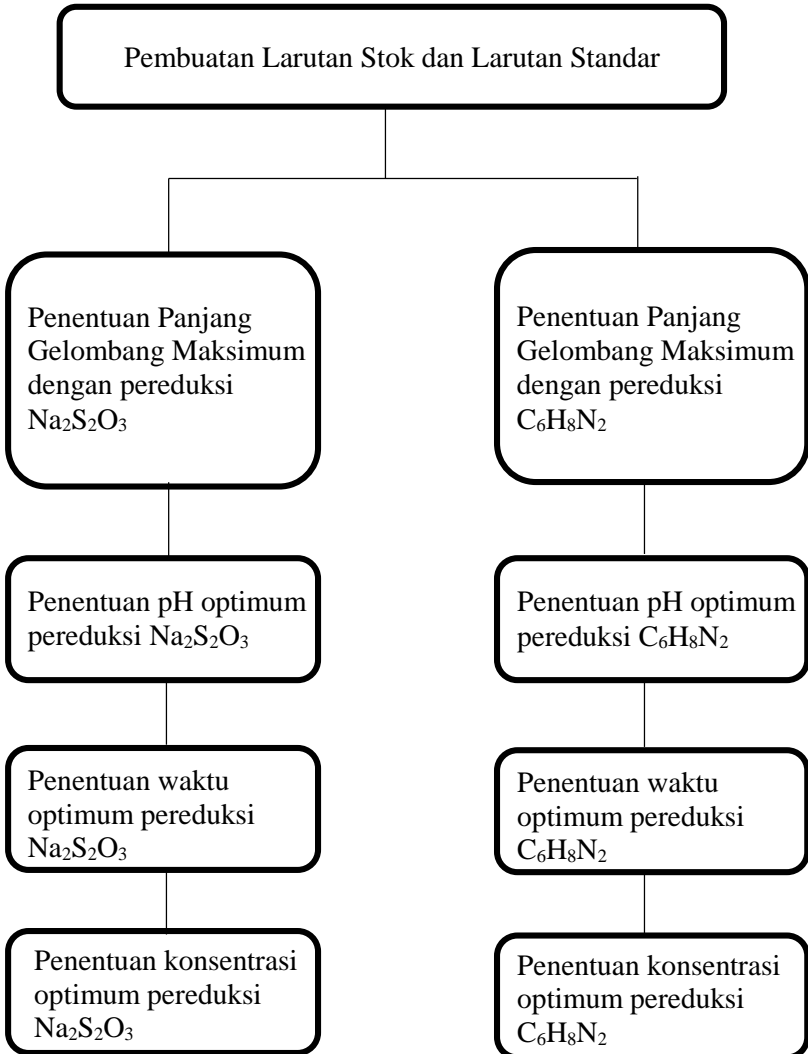 Pembuatan Larutan Stok dan Larutan Standar
Penentuan Panjang
Gelombang Maksimum
dengan pereduksi
Na₂S₂O₃
Penentuan Panjang
Gelombang Maksimum
dengan pereduksi
C₆H₈N₂
Penentuan pH optimum
pereduksi Na₂S₂O₃
Penentuan pH optimum
pereduksi C₆H₈N₂
Penentuan waktu
optimum pereduksi
Na₂S₂O₃
Penentuan waktu
optimum pereduksi
C₆H₈N₂
Penentuan konsentrasi
optimum pereduksi
Na₂S₂O₃
Penentuan konsentrasi
optimum pereduksi
C₆H₈N₂